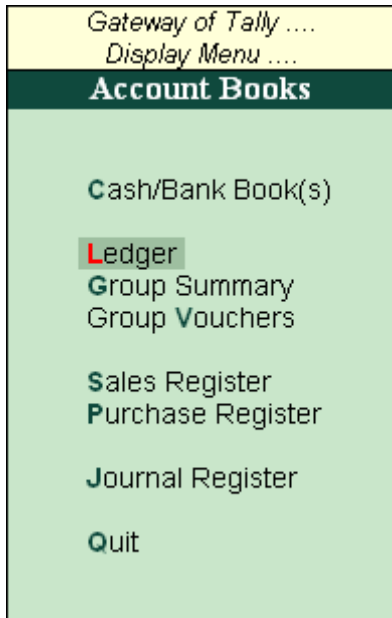 Gateway of Tally ....
Display Menu ....
Account Books
Cash/Bank Book(s)
Ledger
Group Summary
Group Vouchers
Sales Register
Purchase Register
Journal Register
Quit